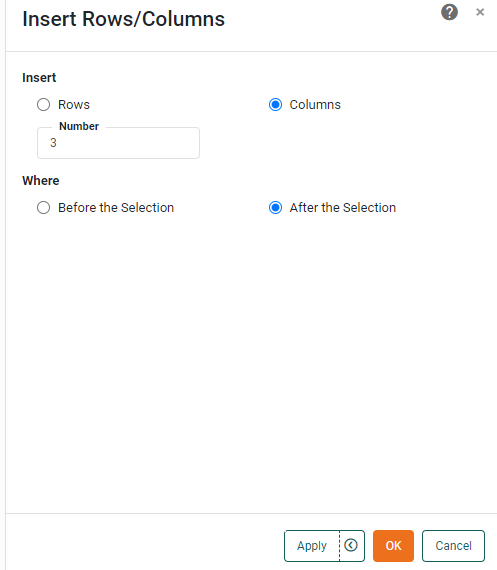 Insert Rows/Columns ? ×
Insert
Rows Columns
Number
3
Where
Before the Selection After the Selection
Apply OK Cancel